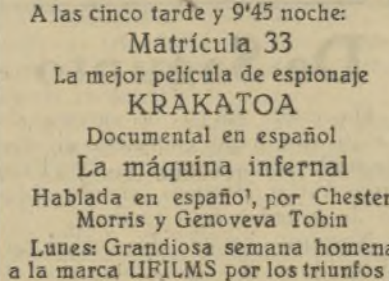 A las cinco tarde y 9'45 noche:
Matrícula 33
La mejor película de espionaje
KRAKATOA
Documental en español
La máquina infernal
Hablada en españo', por Chester
Morris y Genoveva Tobin
Lunes: Grandiosa semana homena
a la marca UFILMS por los triunfos